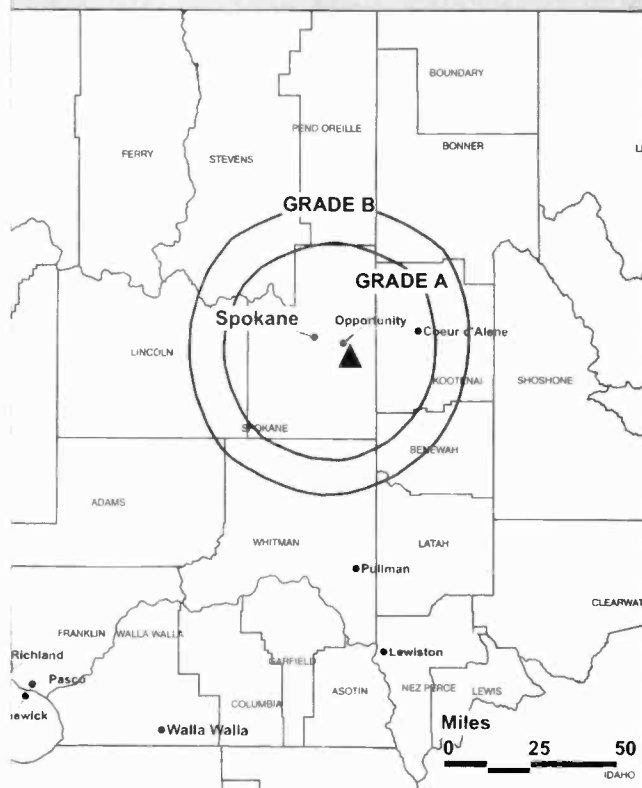 BOUNDARY
PEND OREILLE
BONNER
FERRY
STEVENS
LI
GRADE B
GRADE A
Spokane
Opportunity
Coeur d'Alene
LINCOLN
KOOTENAI
SHOSHONE
SPOKANE
BENEWAH
ADAMS
WHITMAN
LATAH
Pullman
CLEARWAT
FRANKLIN
WALLA WALLA
Richland
GARFIELD
Lewiston
Pasco
ASOTIN
NEZ PERCE
LEWIS
newick
COLUMBIA
Walla Walla
Miles
0 25 50
IDAHO